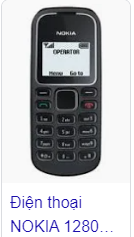 NOKIA
OPERATOR
Menu Go to
Điện thoại
NOKIA 1280...